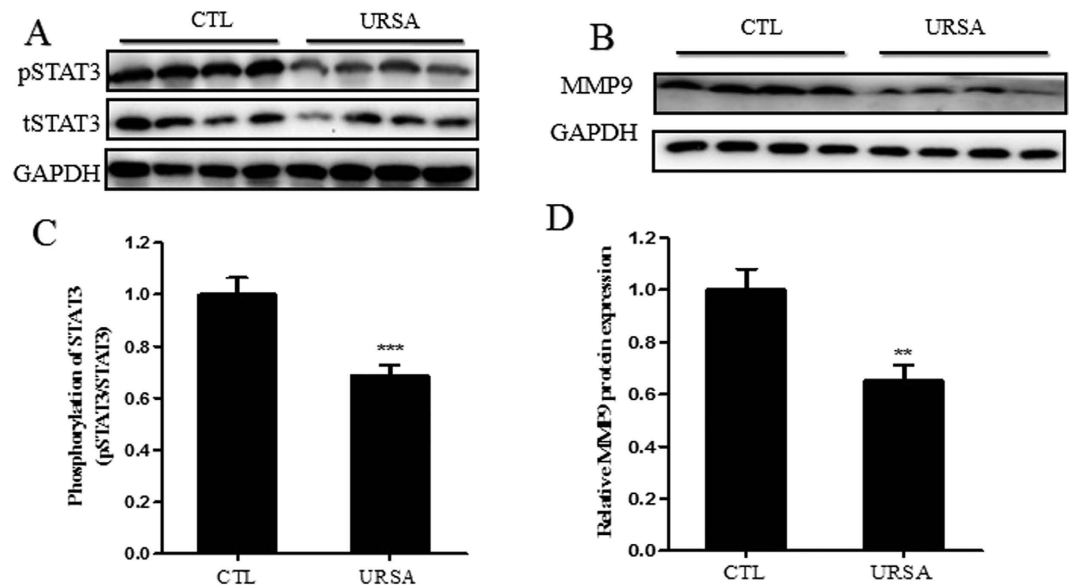 A
CTL
URSA
pSTAT3
tSTAT3
GAPDH
B
CTL
URSA
MMP9
GAPDH
C
Phosphorylation of STAT3
(pSTAT3/STAT3)
1.2
1.0
0.8
0.6
0.4
0.2
0.0
***
CTL
URSA
D
Relative MMP9 protein expression
1.2
1.0
0.8
0.6
0.4
0.2
0.0
**
CTL
URSA